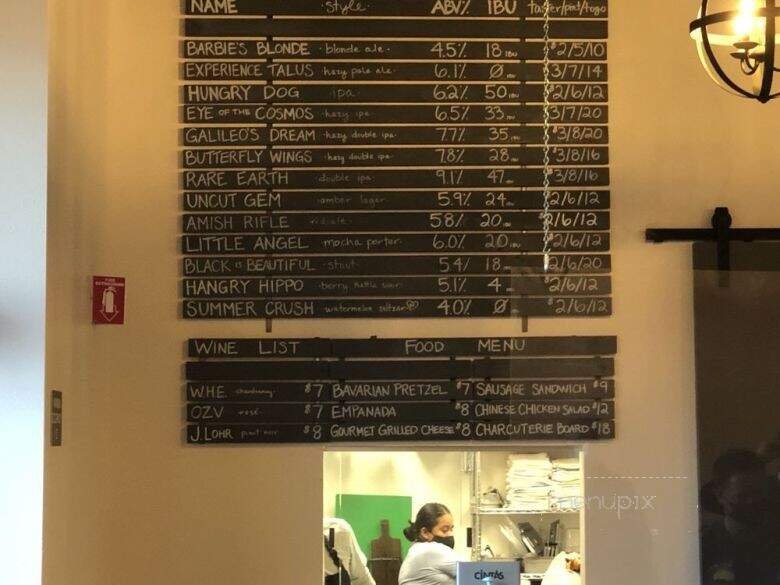 NAME style ABV% IBU taster/pint/togo
BARBIE'S BLONDE · blonde ale · 4.5% 18 IBU $2/5/10
EXPERIENCE TALUS hazy pale ale · 6.1% Ø $3/7/14
HUNGRY DOG · ipa · 6.2% 50 $2/6/12
EYE OF THE COSMOS · hazy ipa · 6.5% 33 $3/7/20
GALILEO'S DREAM · hazy double ipa · 7.7% 35 $3/8/20
BUTTERFLY WINGS · hazy double ipa · 7.8% 28 $3/8/16
RARE EARTH · double ipa · 9.1% 47 $3/8/16
UNCUT GEM · amber lager · 5.9% 24 $2/6/12
AMISH RIFLE · red ale · 5.8% 20 $2/6/12
LITTLE ANGEL · mocha porter · 6.0% 20 $2/6/12
BLACK IS BEAUTIFUL · stout · 5.4% 18 $2/6/20
HANGRY HIPPO · berry kettle sour · 5.1% 4 $2/6/12
SUMMER CRUSH watermelon seltzer 4.0% Ø $2/6/12
WINE LIST FOOD MENU
W.H.E. chardonnay $7 BAVARIAN PRETZEL $7 SAUSAGE SANDWICH $9
OZV rosé $7 EMPANADA $8 CHINESE CHICKEN SALAD $12
J. LOHR pinot noir $8 GOURMET GRILLED CHEESE $8 CHARCUTERIE BOARD $18
menupix
CINTAS